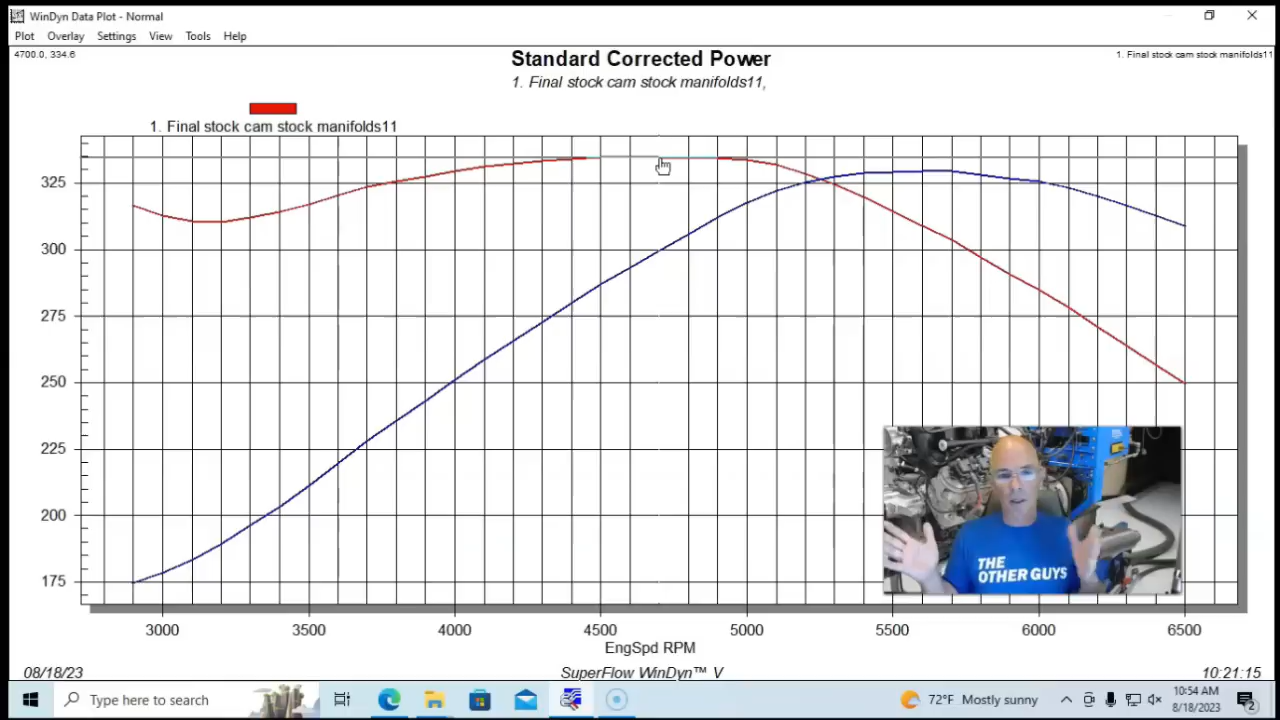 WinDyn Data Plot - Normal
Plot Overlay Settings View Tools Help
4700.0, 334.6
Standard Corrected Power
1. Final stock cam stock manifolds11
1. Final stock cam stock manifolds11,
1. Final stock cam stock manifolds11
325
300
275
250
225
200
175
THE
OTHER GUYS
3000 3500 4000 4500 5000 5500 6000 6500
EngSpd RPM
08/18/23
SuperFlow WinDyn™ V
10:21:15
Type here to search
72°F Mostly sunny
10:54 AM
8/18/2023
2